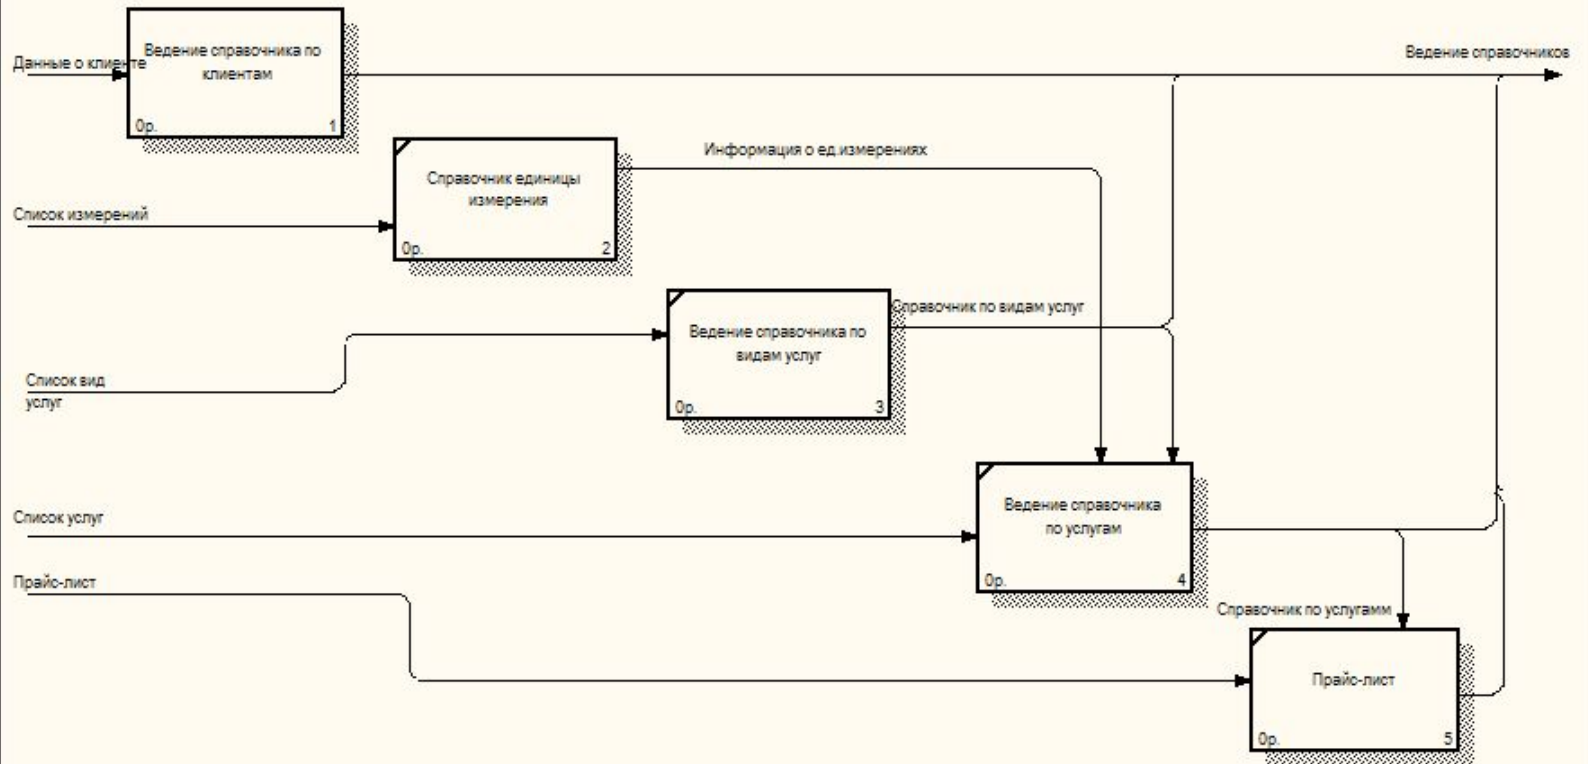 Данные о клиенте
Ведение справочника по
клиентам
0р.
1
Ведение справочников
Информация о ед.измерениях
Справочник единицы
измерения
0р.
2
Список измерений
Справочник по видам услуг
Ведение справочника по
видам услуг
0р.
3
Список вид
услуг
Ведение справочника
по услугам
0р.
4
Список услуг
Прайс-лист
Справочник по услугамм
Прайс-лист
0р.
5